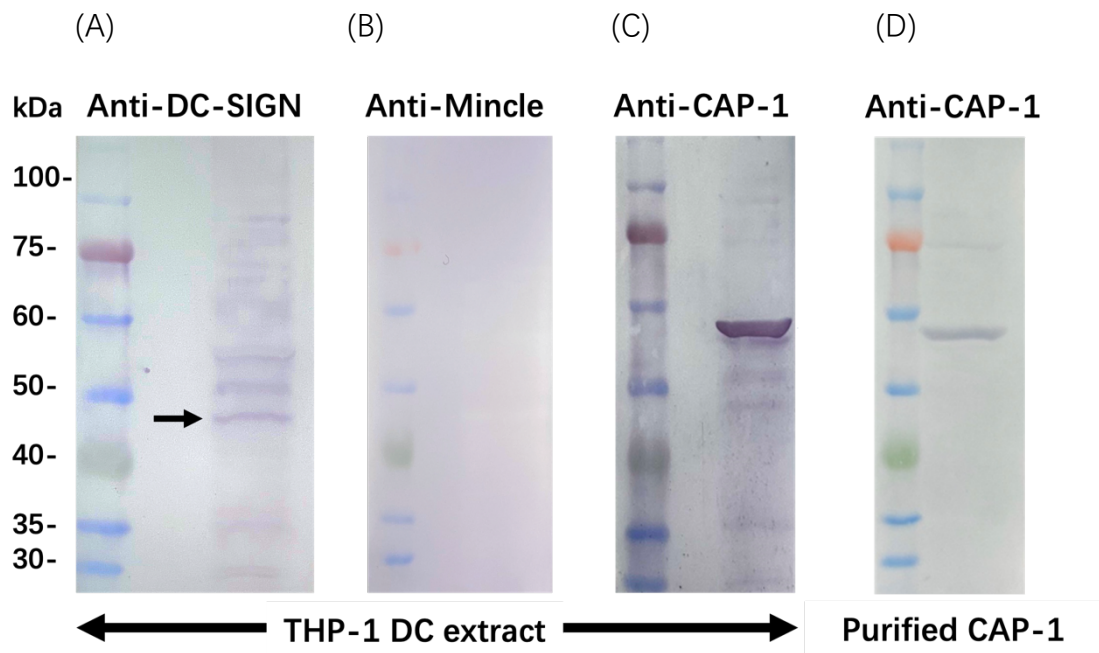 (A) (B) (C) (D)
kDa Anti-DC-SIGN Anti-Mincle Anti-CAP-1 Anti-CAP-1
100-
75-
60-
50-
40-
35-
30-
THP-1 DC extract Purified CAP-1